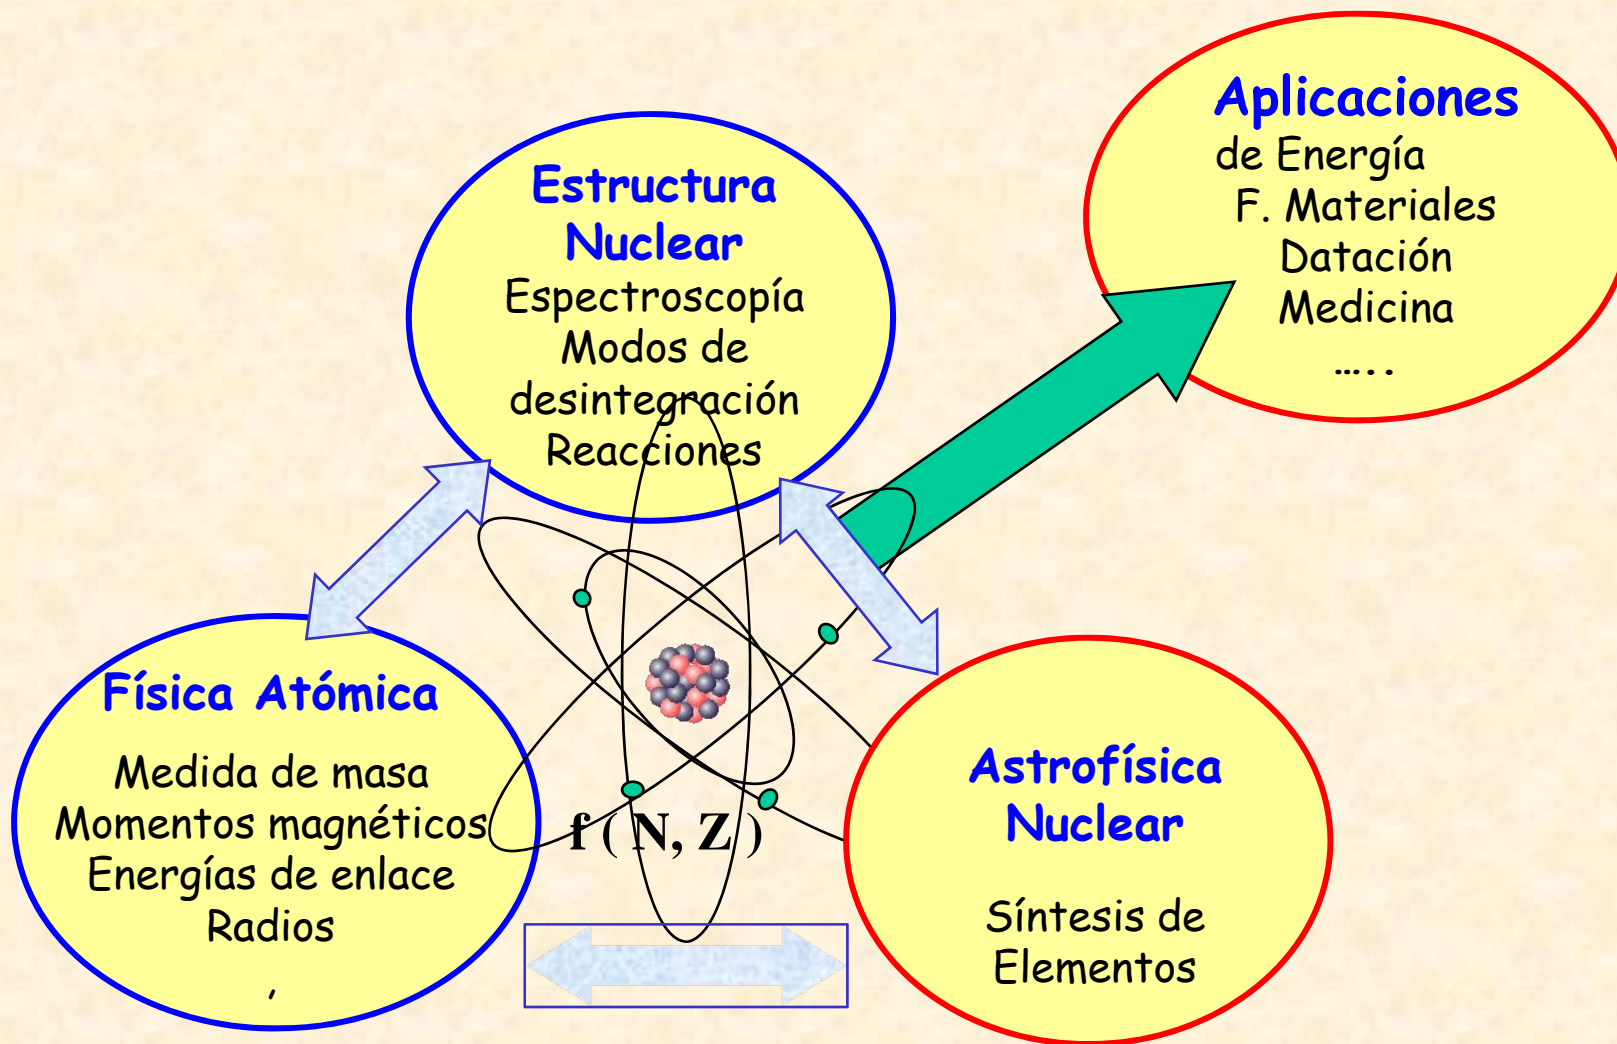 Aplicaciones
de Energía
F. Materiales
Datación
Medicina
.....
Estructura
Nuclear
Espectroscopía
Modos de
desintegración
Reacciones
Física Atómica
Medida de masa
Momentos magnéticos
Energías de enlace
Radios
,
f ( N, Z )
Astrofísica
Nuclear
Síntesis de
Elementos